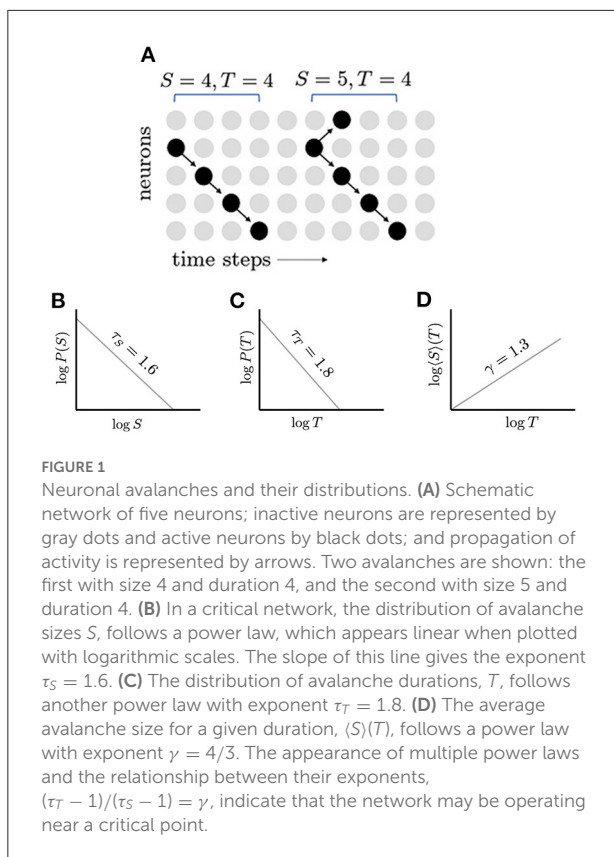 A
S = 4, T = 4
S = 5, T = 4
neurons
time steps
B
log P(S)
τ_S = 1.6
log S
C
log P(T)
τ_T = 1.8
log T
D
log⟨S⟩(T)
γ = 1.3
log T
FIGURE 1
Neuronal avalanches and their distributions. (A) Schematic
network of five neurons; inactive neurons are represented by
gray dots and active neurons by black dots; and propagation of
activity is represented by arrows. Two avalanches are shown: the
first with size 4 and duration 4, and the second with size 5 and
duration 4. (B) In a critical network, the distribution of avalanche
sizes S, follows a power law, which appears linear when plotted
with logarithmic scales. The slope of this line gives the exponent
τ_S = 1.6. (C) The distribution of avalanche durations, T, follows
another power law with exponent τ_T = 1.8. (D) The average
avalanche size for a given duration, ⟨S⟩(T), follows a power law
with exponent γ = 4/3. The appearance of multiple power laws
and the relationship between their exponents,
(τ_T − 1)/(τ_S − 1) = γ, indicate that the network may be operating
near a critical point.